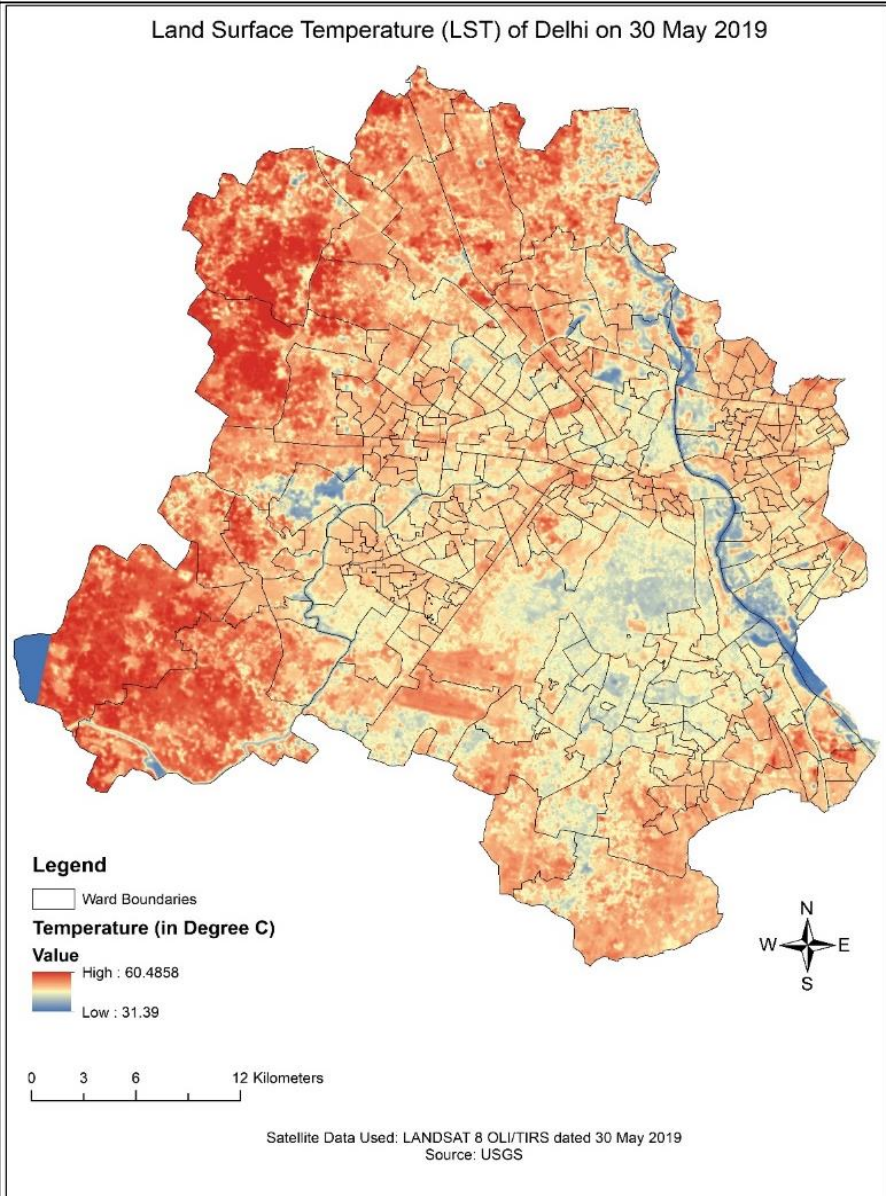 Land Surface Temperature (LST) of Delhi on 30 May 2019
Legend
Ward Boundaries
Temperature (in Degree C)
Value
High : 60.4858
Low : 31.39
N
W E
S
0 3 6 12 Kilometers
Satellite Data Used: LANDSAT 8 OLI/TIRS dated 30 May 2019
Source: USGS